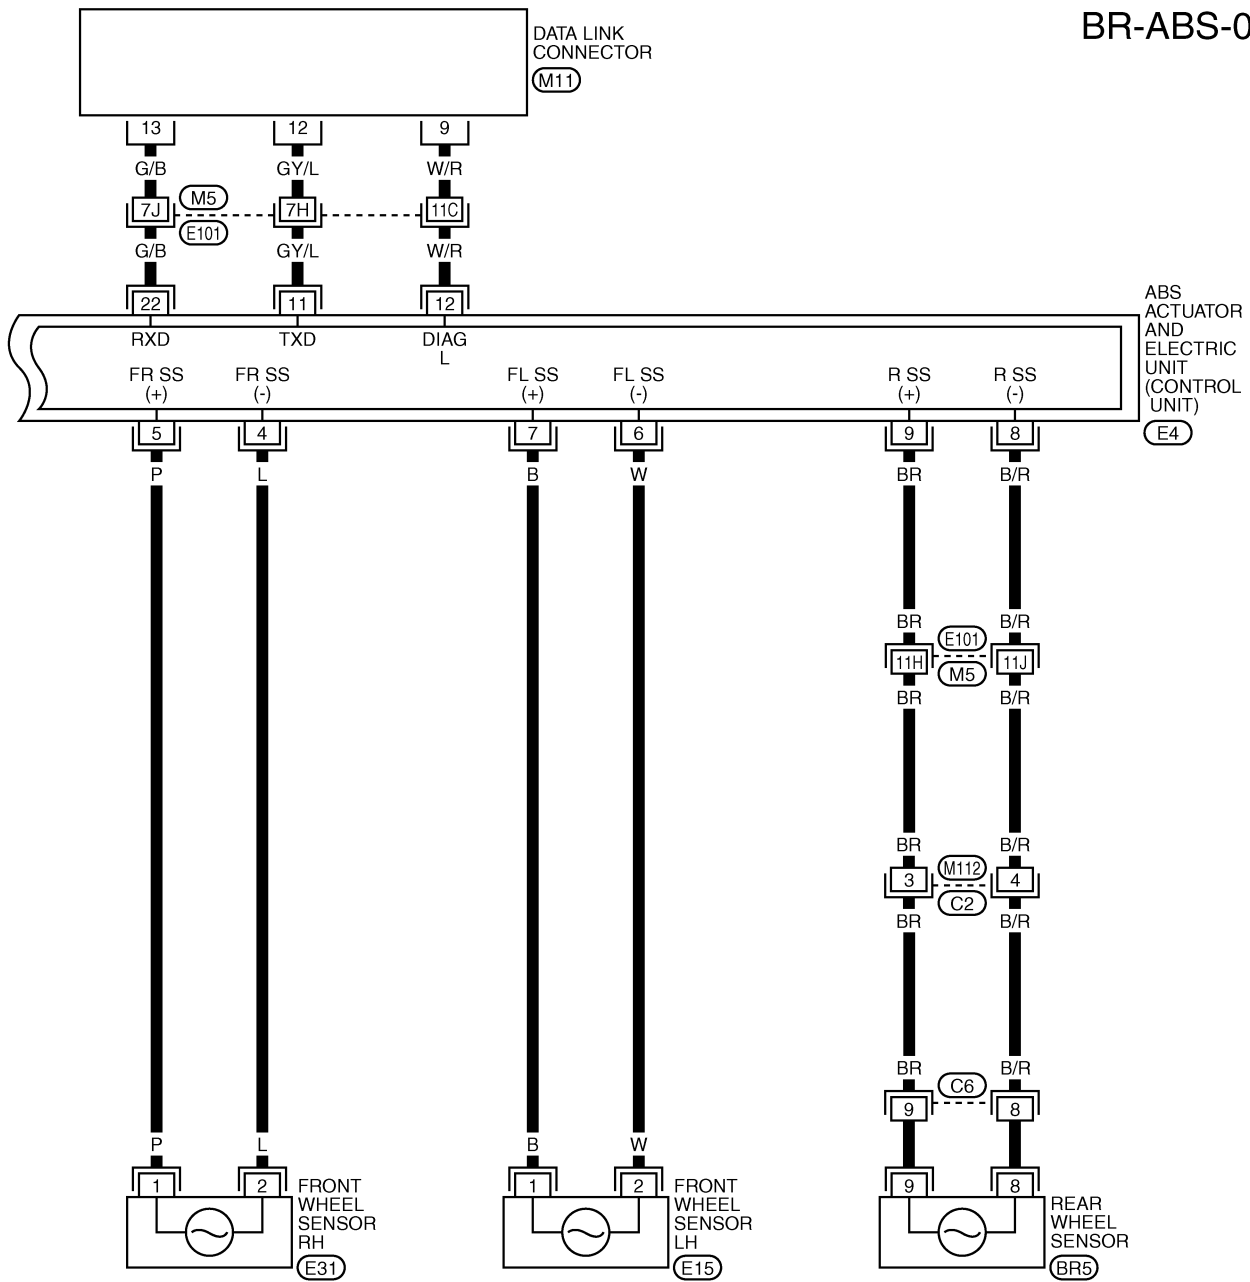 BR-ABS-0
DATA LINK
CONNECTOR
M11
13 12 9
G/B GY/L W/R
M5
7J 7H 11C
E101
G/B GY/L W/R
22 11 12
RXD TXD DIAG
L
ABS
ACTUATOR
AND
ELECTRIC
UNIT
(CONTROL
UNIT)
E4
FR SS FR SS FL SS FL SS R SS R SS
(+) (-) (+) (-) (+) (-)
5 4 7 6 9 8
P L B W BR B/R
BR B/R
E101
11H 11J
M5
BR B/R
BR B/R
M112
3 4
C2
BR B/R
BR B/R
C6
9 8
P L B W
1 2 1 2 9 8
FRONT
WHEEL
SENSOR
RH
E31
FRONT
WHEEL
SENSOR
LH
E15
REAR
WHEEL
SENSOR
BR5